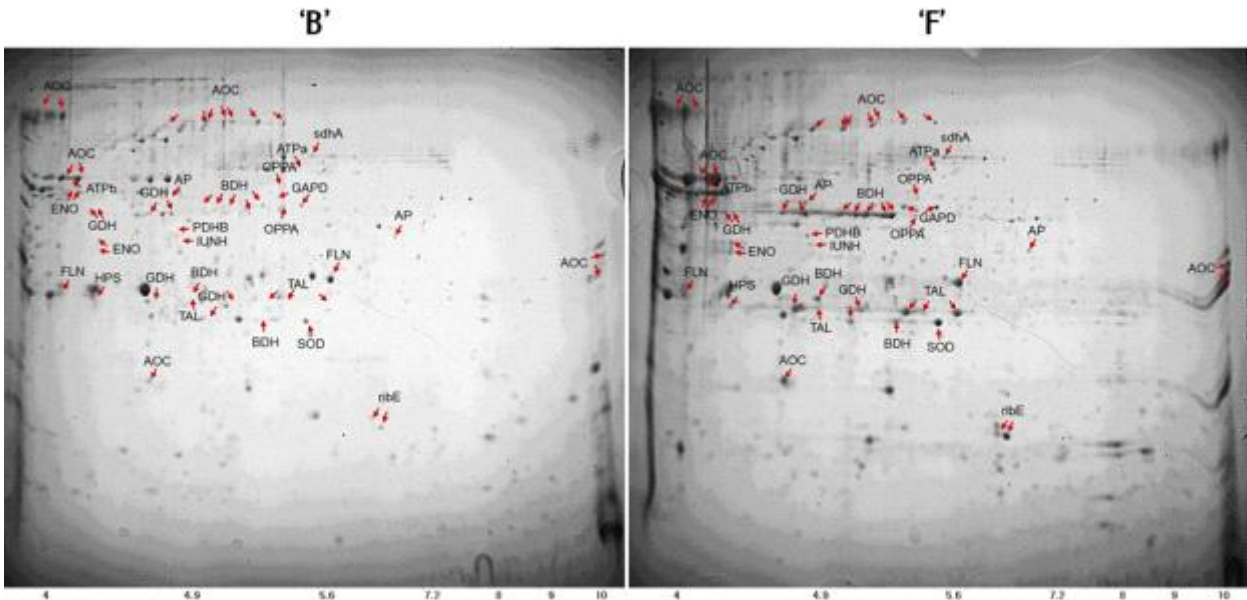 'B' 'F'
AOC AOC AOC AOC
sdhA sdhA
ATPa ATPa
AOC OPPA AOC OPPA
ATPb GDH AP BDH GAPD ATPb GDH AP BDH
ENO ENO GAPD
GDH PDHB OPPA AP GDH PDHB OPPA AP
ENO IUNH ENO IUNH
FLN AOC FLN AOC
FLN HPS GDH BDH TAL FLN HPS GDH BDH GDH TAL
GDH
TAL TAL
BDH SOD BDH SOD
AOC AOC
ribE ribE
4 4.9 5.6 7.2 8 9 10 4 4.9 5.6 7.2 8 9 10